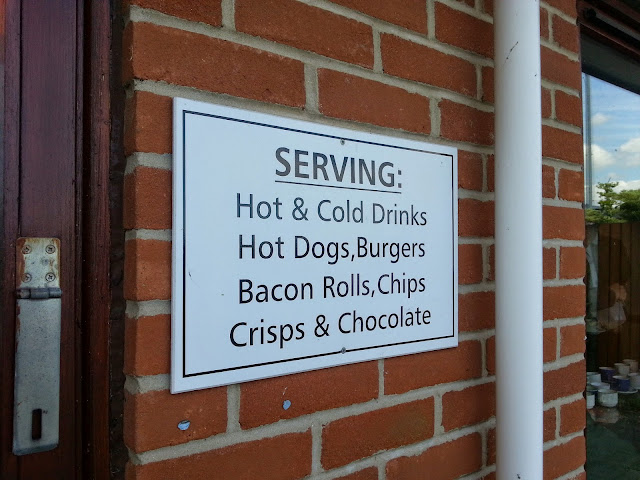 SERVING:
Hot & Cold Drinks
Hot Dogs,Burgers
Bacon Rolls,Chips
Crisps & Chocolate